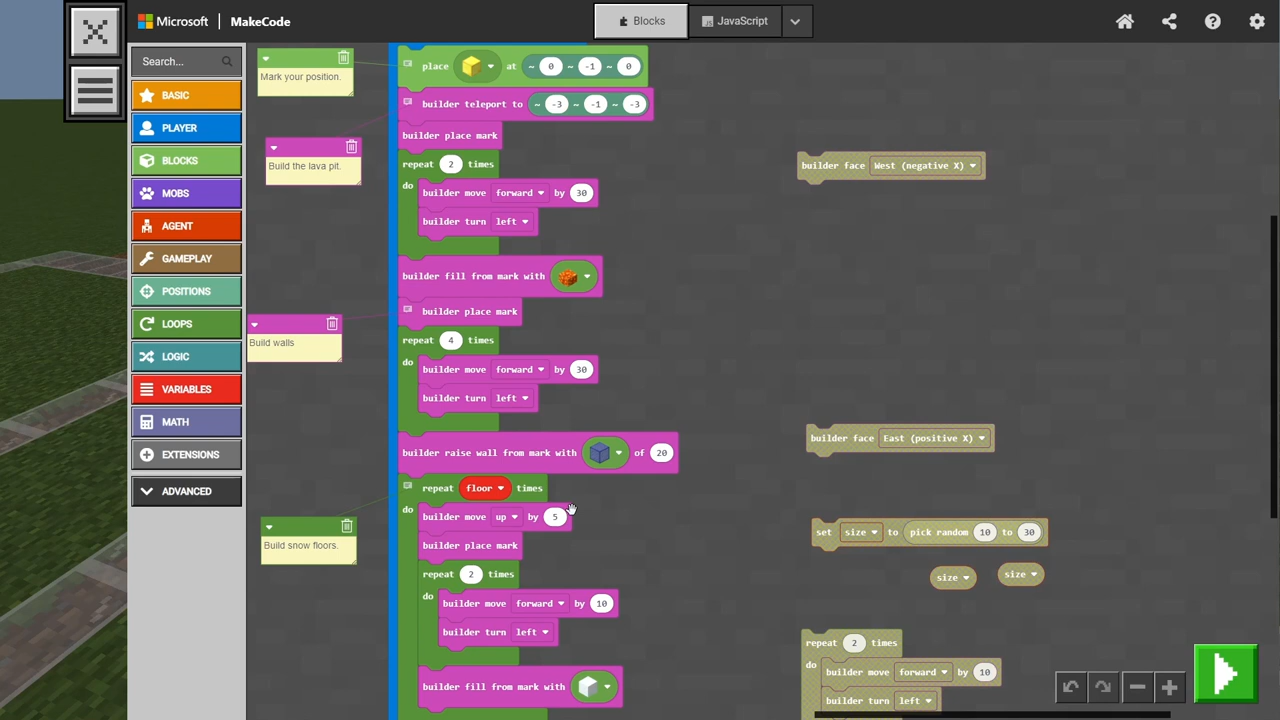 Microsoft | MakeCode
Blocks
JavaScript
Search...
BASIC
PLAYER
BLOCKS
MOBS
AGENT
GAMEPLAY
POSITIONS
LOOPS
LOGIC
VARIABLES
MATH
EXTENSIONS
ADVANCED
Mark your position.
Build the lava pit.
Build walls
Build snow floors.
place at ~ 0 ~ -1 ~ 0
builder teleport to ~ -3 ~ -1 ~ -3
builder place mark
repeat 2 times
do
builder move forward by 30
builder turn left
builder fill from mark with
builder place mark
repeat 4 times
do
builder move forward by 30
builder turn left
builder raise wall from mark with of 20
repeat floor times
do
builder move up by 5
builder place mark
repeat 2 times
do
builder move forward by 10
builder turn left
builder fill from mark with
builder face West (negative X)
builder face East (positive X)
set size to pick random 10 to 30
size
size
repeat 2 times
do
builder move forward by 10
builder turn left